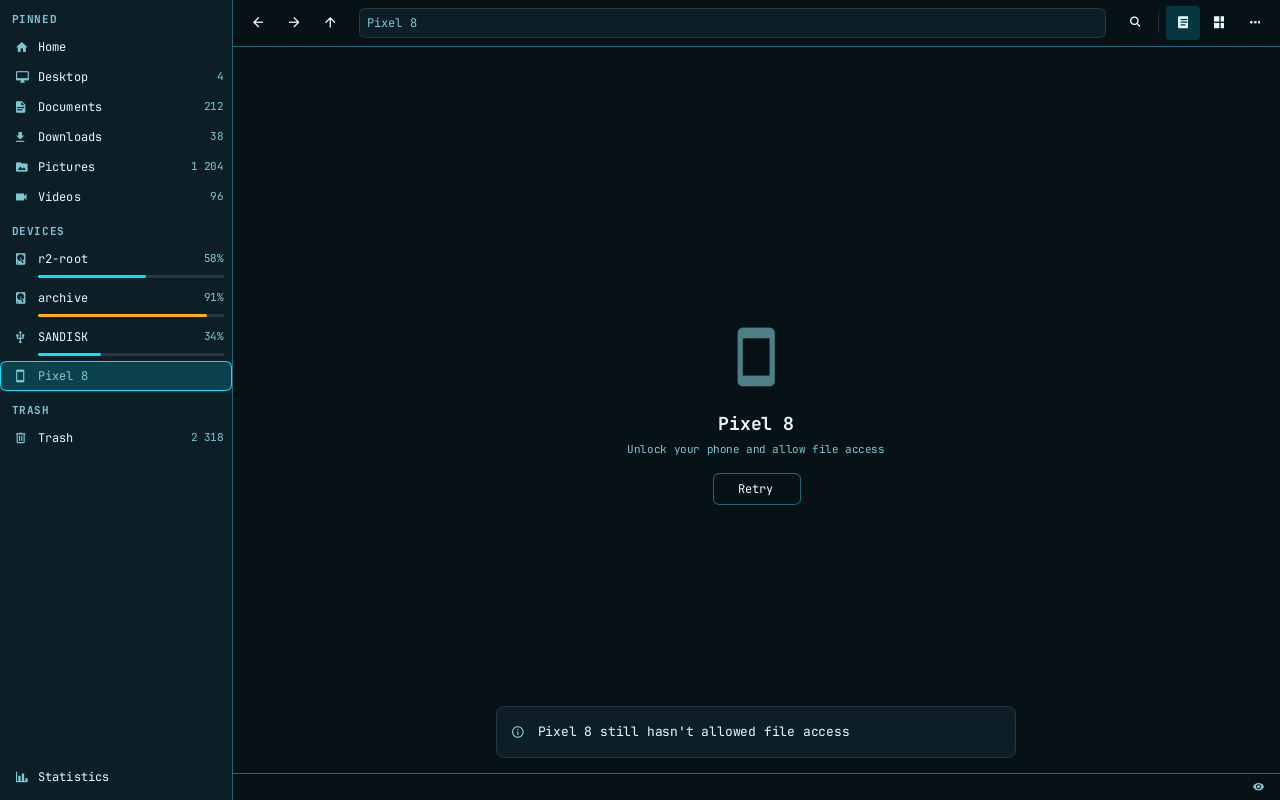 PINNED
Home
Desktop 4
Documents 212
Downloads 38
Pictures 1 204
Videos 96
DEVICES
r2-root 58%
archive 91%
SANDISK 34%
Pixel 8
TRASH
Trash 2 318
Statistics
Pixel 8
Pixel 8
Unlock your phone and allow file access
Retry
Pixel 8 still hasn't allowed file access